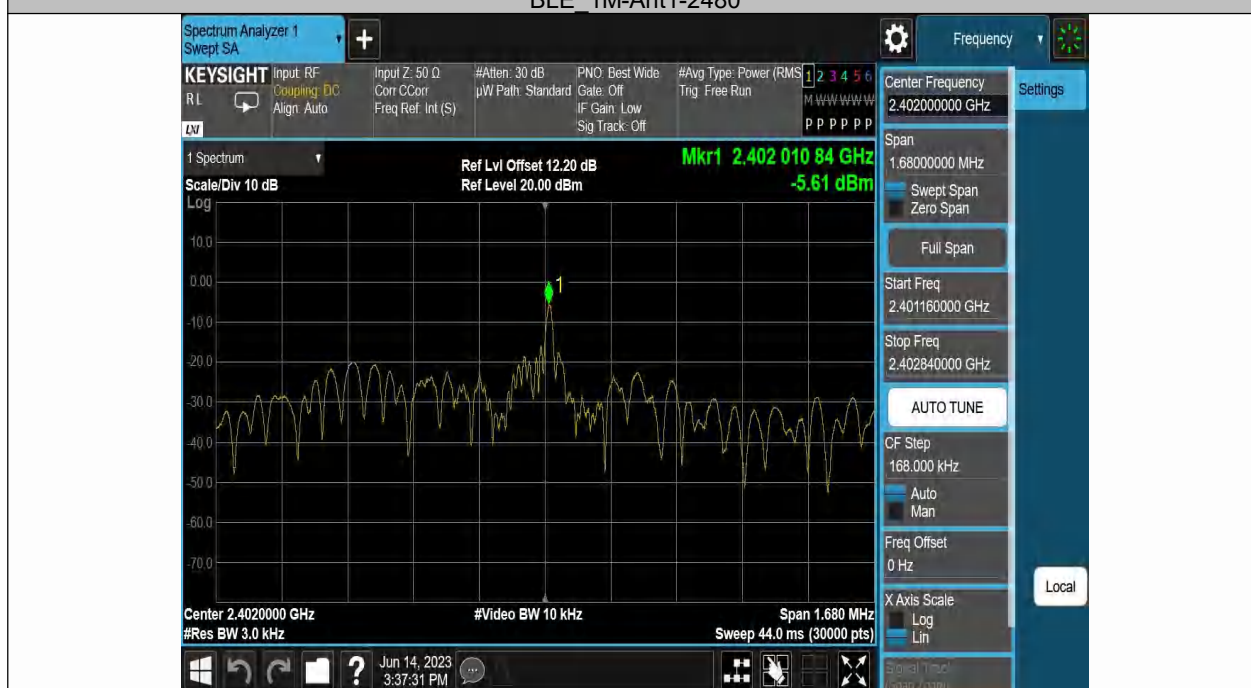 BLE_1M-Ant1-2480
Spectrum Analyzer 1
Swept SA
Frequency
KEYSIGHT
RL
LXI
Input: RF
Coupling: DC
Align: Auto
Input Z: 50 Ω
Corr CCorr
Freq Ref: Int (S)
#Atten: 30 dB
µW Path: Standard
PNO: Best Wide
Gate: Off
IF Gain: Low
Sig Track: Off
#Avg Type: Power (RMS
Trig: Free Run
1 2 3 4 5 6
M W W W W W
P P P P P P
1 Spectrum
Scale/Div 10 dB
Log
Ref Lvl Offset 12.20 dB
Ref Level 20.00 dBm
Mkr1 2.402 010 84 GHz
-5.61 dBm
10.0
0.00
-10.0
-20.0
-30.0
-40.0
-50.0
-60.0
-70.0
1
Center 2.4020000 GHz
#Res BW 3.0 kHz
#Video BW 10 kHz
Span 1.680 MHz
Sweep 44.0 ms (30000 pts)
Center Frequency
2.402000000 GHz
Settings
Span
1.68000000 MHz
Swept Span
Zero Span
Full Span
Start Freq
2.401160000 GHz
Stop Freq
2.402840000 GHz
AUTO TUNE
CF Step
168.000 kHz
Auto
Man
Freq Offset
0 Hz
X Axis Scale
Log
Lin
Local
Signal Track
?
Jun 14, 2023
3:37:31 PM